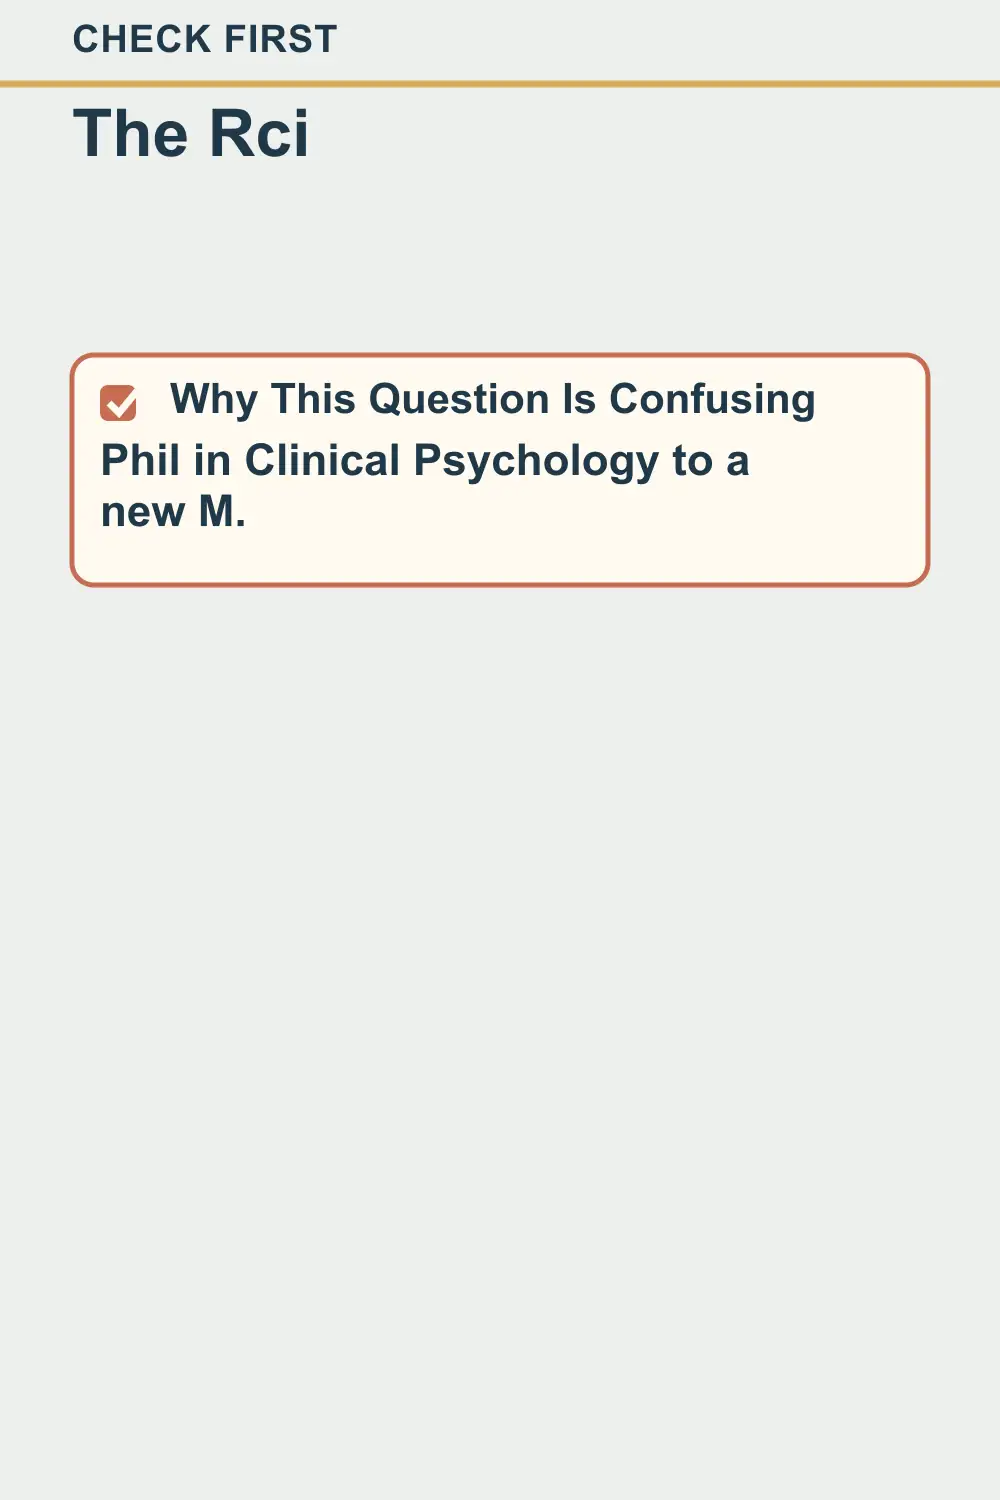 CHECK FIRST
The Rci
Why This Question Is Confusing
Phil in Clinical Psychology to a
new M.